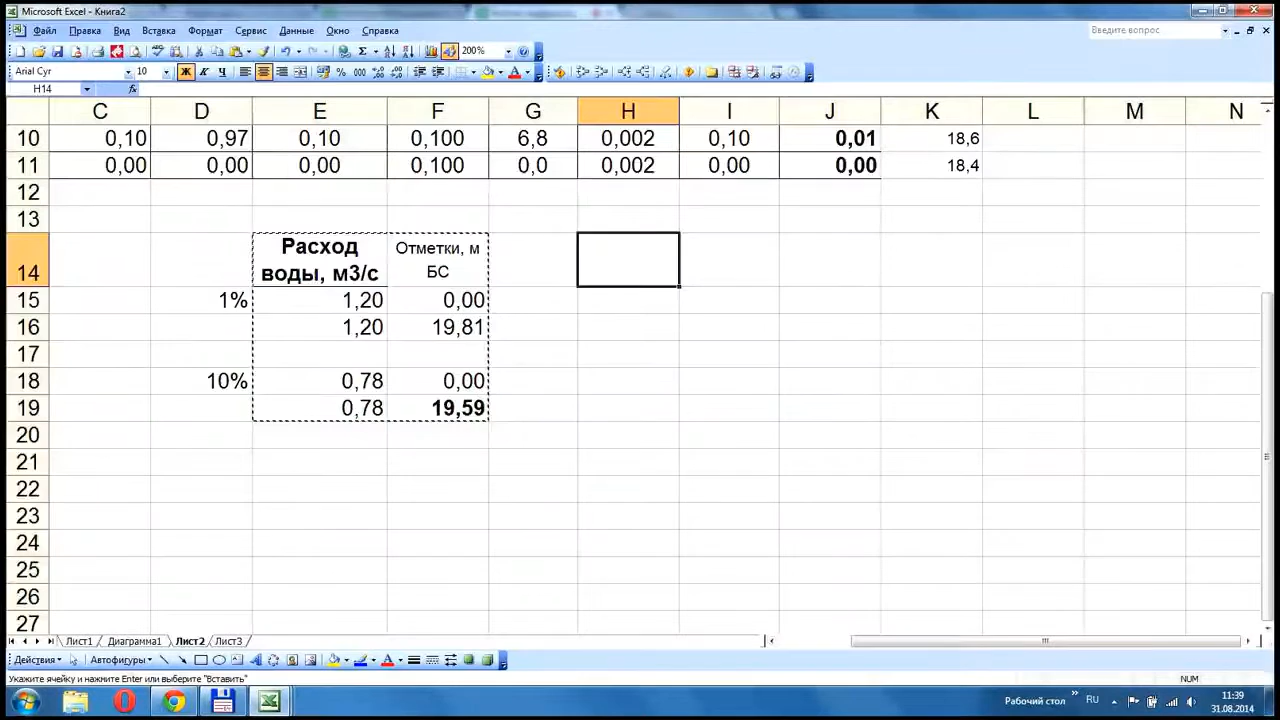 Microsoft Excel - Книга2
Файл Правка Вид Вставка Формат Сервис Данные Окно Справка
Введите вопрос
200%
Arial Cyr 10 Ж К Ч
H14 fx
C D E F G H I J K L M N
10 0,10 0,97 0,10 0,100 6,8 0,002 0,10 0,01 18,6
11 0,00 0,00 0,00 0,100 0,0 0,002 0,00 0,00 18,4
12
13
14 Расход воды, м3/с Отметки, м БС
15 1% 1,20 0,00
16 1,20 19,81
17
18 10% 0,78 0,00
19 0,78 19,59
20
21
22
23
24
25
26
27
Лист1 Диаграмма1 Лист2 Лист3
Действия Автофигуры
Укажите ячейку и нажмите Enter или выберите "Вставить"
NUM
Рабочий стол RU 11:39
31.08.2014